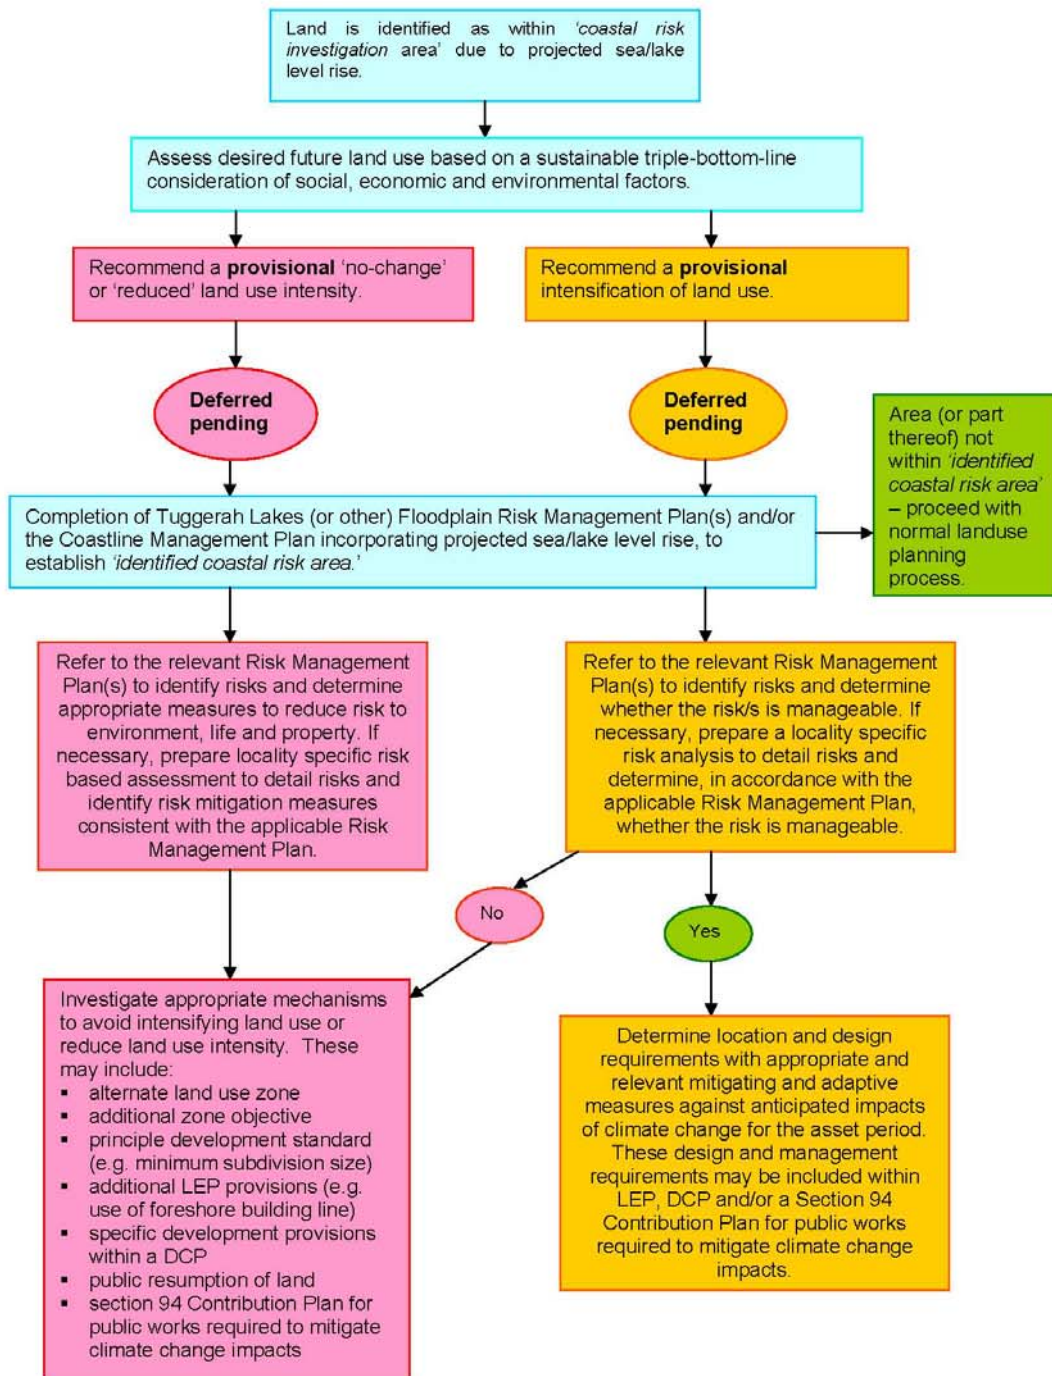 Land is identified as within ‘coastal risk
investigation area’ due to projected sea/lake
level rise.
Assess desired future land use based on a sustainable triple-bottom-line
consideration of social, economic and environmental factors.
Recommend a provisional ‘no-change’
or ‘reduced’ land use intensity.
Recommend a provisional
intensification of land use.
Deferred
pending
Deferred
pending
Area (or part
thereof) not
within ‘identified
coastal risk area’
– proceed with
normal landuse
planning
process.
Completion of Tuggerah Lakes (or other) Floodplain Risk Management Plan(s) and/or
the Coastline Management Plan incorporating projected sea/lake level rise, to
establish ‘identified coastal risk area.’
Refer to the relevant Risk Management
Plan(s) to identify risks and determine
appropriate measures to reduce risk to
environment, life and property. If
necessary, prepare locality specific risk
based assessment to detail risks and
identify risk mitigation measures
consistent with the applicable Risk
Management Plan.
Refer to the relevant Risk Management
Plan(s) to identify risks and determine
whether the risk/s is manageable. If
necessary, prepare a locality specific
risk analysis to detail risks and
determine, in accordance with the
applicable Risk Management Plan,
whether the risk is manageable.
No
Yes
Investigate appropriate mechanisms
to avoid intensifying land use or
reduce land use intensity. These
may include:
▪ alternate land use zone
▪ additional zone objective
▪ principle development standard
(e.g. minimum subdivision size)
▪ additional LEP provisions (e.g.
use of foreshore building line)
▪ specific development provisions
within a DCP
▪ public resumption of land
▪ section 94 Contribution Plan for
public works required to mitigate
climate change impacts
Determine location and design
requirements with appropriate and
relevant mitigating and adaptive
measures against anticipated impacts
of climate change for the asset period.
These design and management
requirements may be included within
LEP, DCP and/or a Section 94
Contribution Plan for public works
required to mitigate climate change
impacts.